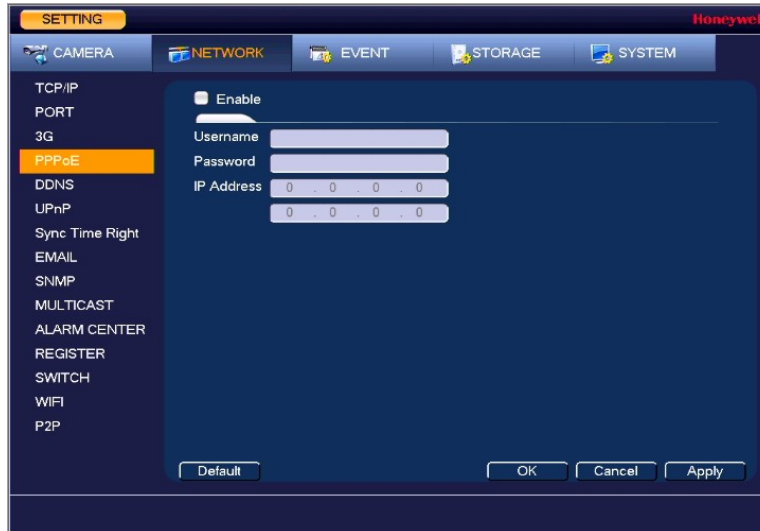 SETTING
Honeywel
CAMERA NETWORK EVENT STORAGE SYSTEM
TCP/IP
PORT
3G
PPPoE
DDNS
UPnP
Sync Time Right
EMAIL
SNMP
MULTICAST
ALARM CENTER
REGISTER
SWITCH
WIFI
P2P
Enable
Username
Password
IP Address 0 . 0 . 0 . 0
0 . 0 . 0 . 0
Default OK Cancel Apply